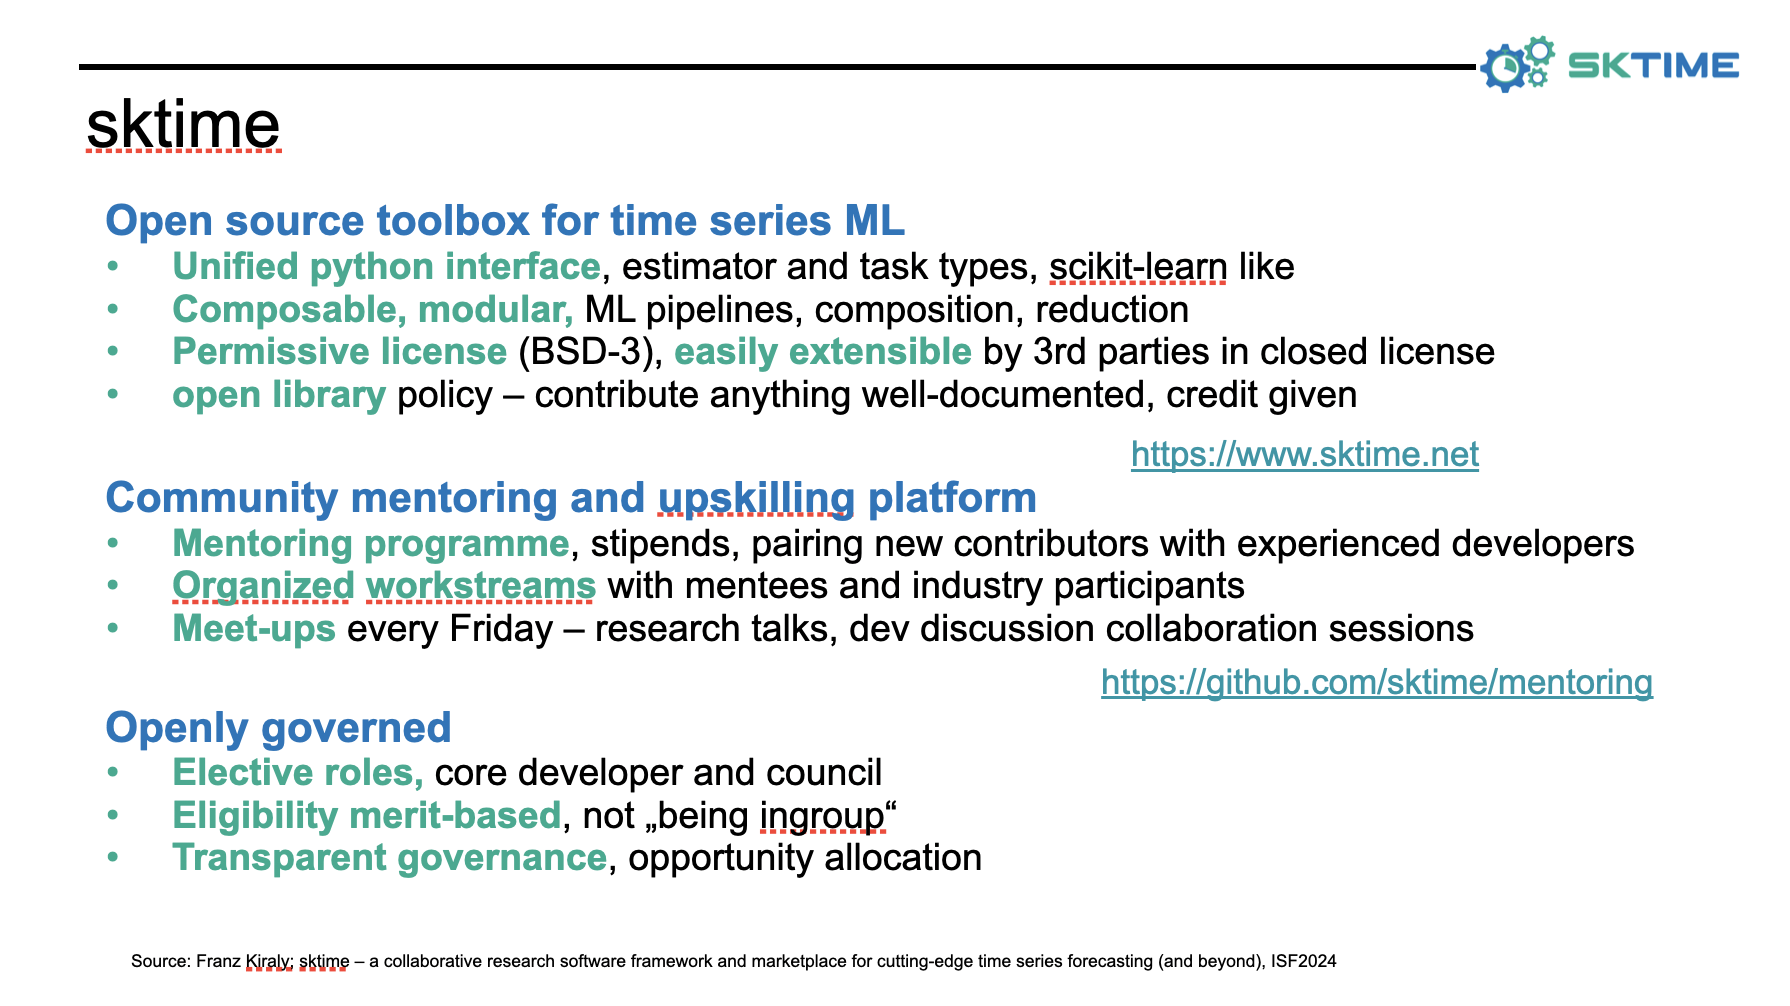 SKTIME
sktime
Open source toolbox for time series ML
• Unified python interface, estimator and task types, scikit-learn like
• Composable, modular, ML pipelines, composition, reduction
• Permissive license (BSD-3), easily extensible by 3rd parties in closed license
• open library policy – contribute anything well-documented, credit given
https://www.sktime.net
Community mentoring and upskilling platform
• Mentoring programme, stipends, pairing new contributors with experienced developers
• Organized workstreams with mentees and industry participants
• Meet-ups every Friday – research talks, dev discussion collaboration sessions
https://github.com/sktime/mentoring
Openly governed
• Elective roles, core developer and council
• Eligibility merit-based, not „being ingroup“
• Transparent governance, opportunity allocation
Source: Franz Kiraly; sktime – a collaborative research software framework and marketplace for cutting-edge time series forecasting (and beyond), ISF2024